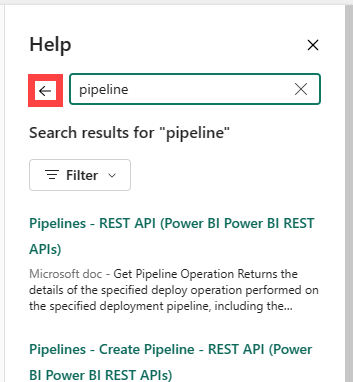 Help
pipeline
Search results for "pipeline"
Filter
Pipelines - REST API (Power BI Power BI REST
APIs)
Microsoft doc - Get Pipeline Operation Returns the
details of the specified deploy operation performed on
the specified deployment pipeline, including the...
Pipelines - Create Pipeline - REST API (Power
BI Power BI REST APIs)